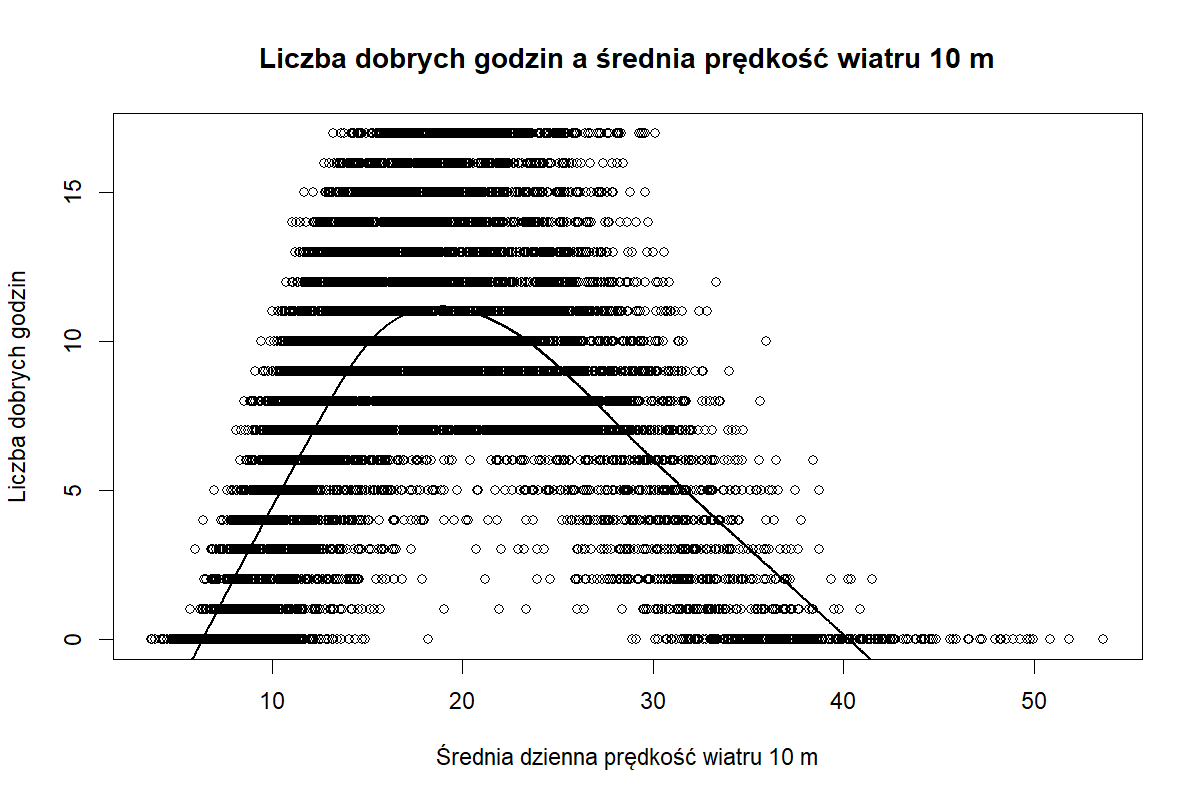 Liczba dobrych godzin a średnia prędkość wiatru 10 m
Liczba dobrych godzin
15
10
5
0
10 20 30 40 50
Średnia dzienna prędkość wiatru 10 m